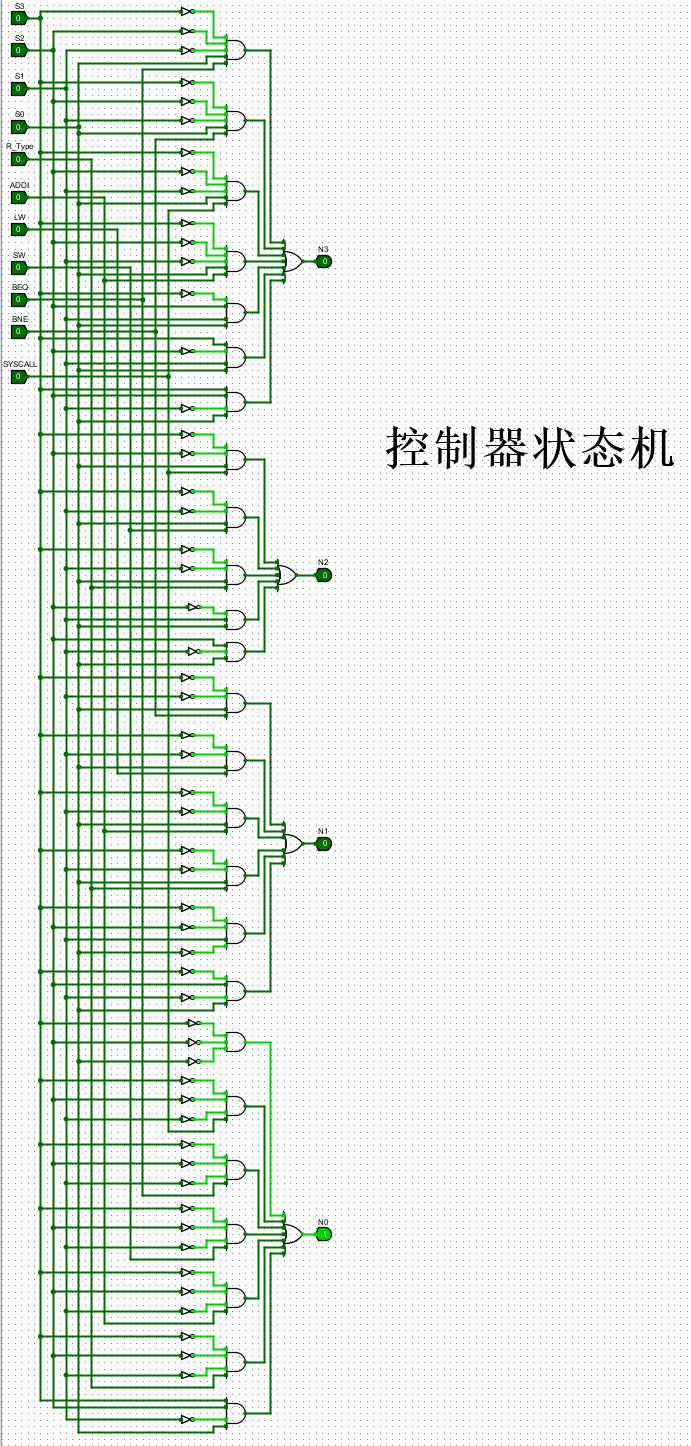 S3
0
S2
0
S1
0
S0
0
R_Type
0
ADDI
0
LW
0
SW
0
BEQ
0
BNE
0
SYSCALL
0
N3
0
控制器状态机
N2
0
N1
0
N0
1